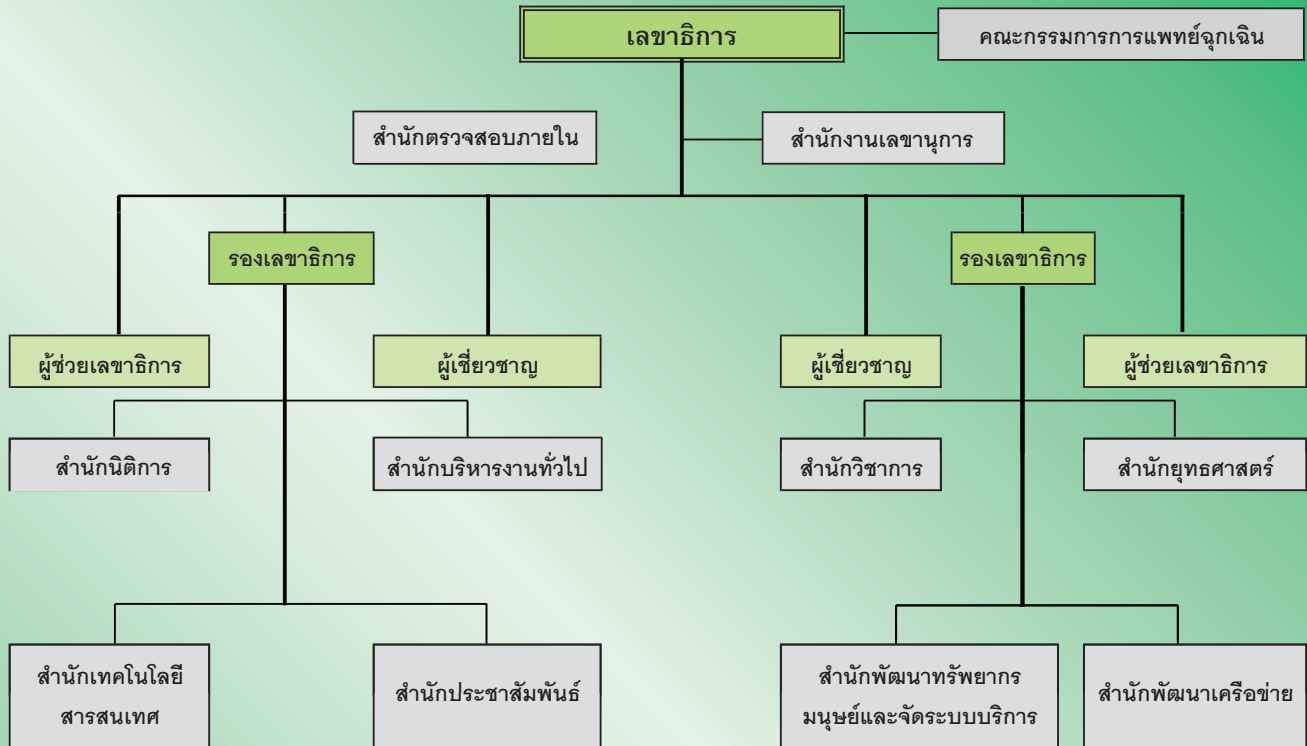 เลขาธิการ
คณะกรรมการการแพทย์ฉุกเฉิน
สำนักตรวจสอบภายใน
สำนักงานเลขานุการ
รองเลขาธิการ
รองเลขาธิการ
ผู้ช่วยเลขาธิการ
ผู้เชี่ยวชาญ
ผู้เชี่ยวชาญ
ผู้ช่วยเลขาธิการ
สำนักนิติการ
สำนักบริหารงานทั่วไป
สำนักวิชาการ
สำนักยุทธศาสตร์
สำนักเทคโนโลยี
สารสนเทศ
สำนักประชาสัมพันธ์
สำนักพัฒนาทรัพยากร
มนุษย์และจัดระบบบริการ
สำนักพัฒนาเครือข่าย